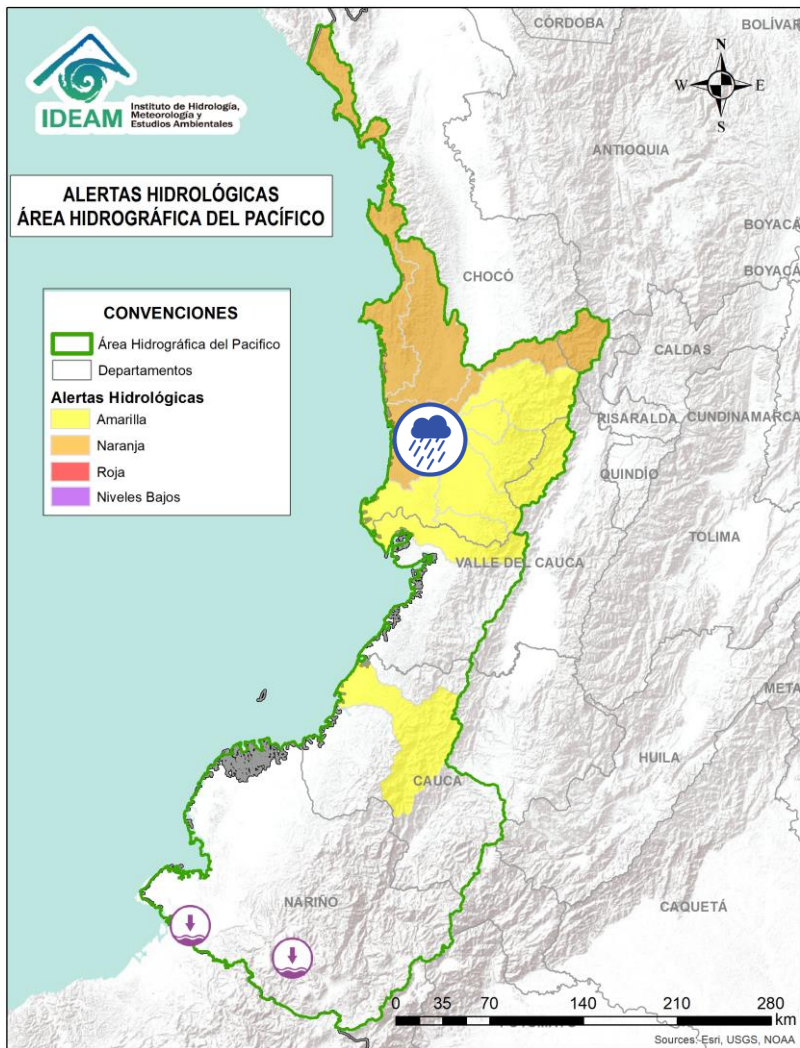 CÓRDOBA
BOLÍVAR
N
W
E
S
IDEAM
Instituto de Hidrología,
Meteorología y
Estudios Ambientales
ANTIOQUIA
ALERTAS HIDROLÓGICAS
ÁREA HIDROGRÁFICA DEL PACÍFICO
BOYACÁ
BOYACÁ
CHOCÓ
CONVENCIONES
Área Hidrográfica del Pacifico
Departamentos
Alertas Hidrológicas
Amarilla
Naranja
Roja
Niveles Bajos
CALDAS
RISARALDA
CUNDINAMARCA
QUINDÍO
TOLIMA
VALLE DEL CAUCA
META
HUILA
CAUCA
NARIÑO
CAQUETÁ
0 35 70 140 210 280
km
Sources: Esri, USGS, NOAA